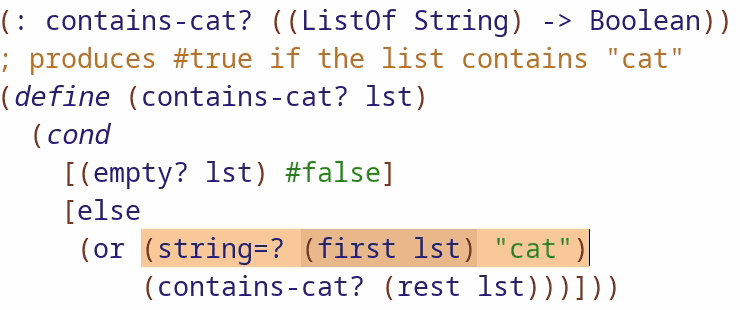 (: contains-cat? ((ListOf String) -> Boolean))
; produces #true if the list contains "cat"
(define (contains-cat? lst)
  (cond
    [(empty? lst) #false]
    [else
     (or (string=? (first lst) "cat")
         (contains-cat? (rest lst)))]))